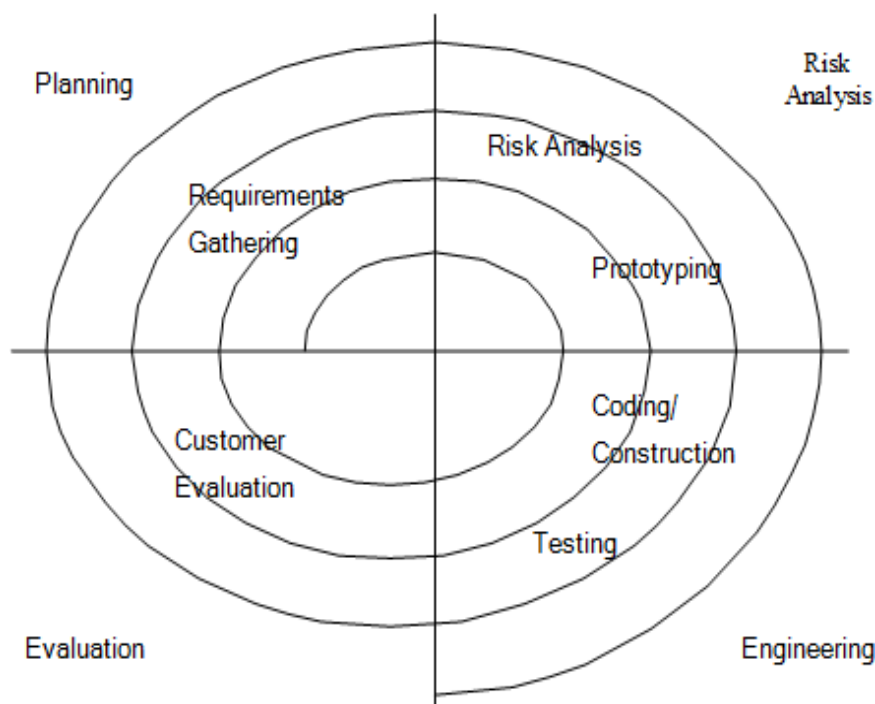 Planning
Risk
Analysis
Risk Analysis
Requirements
Gathering
Prototyping
Coding/
Construction
Customer
Evaluation
Testing
Evaluation
Engineering